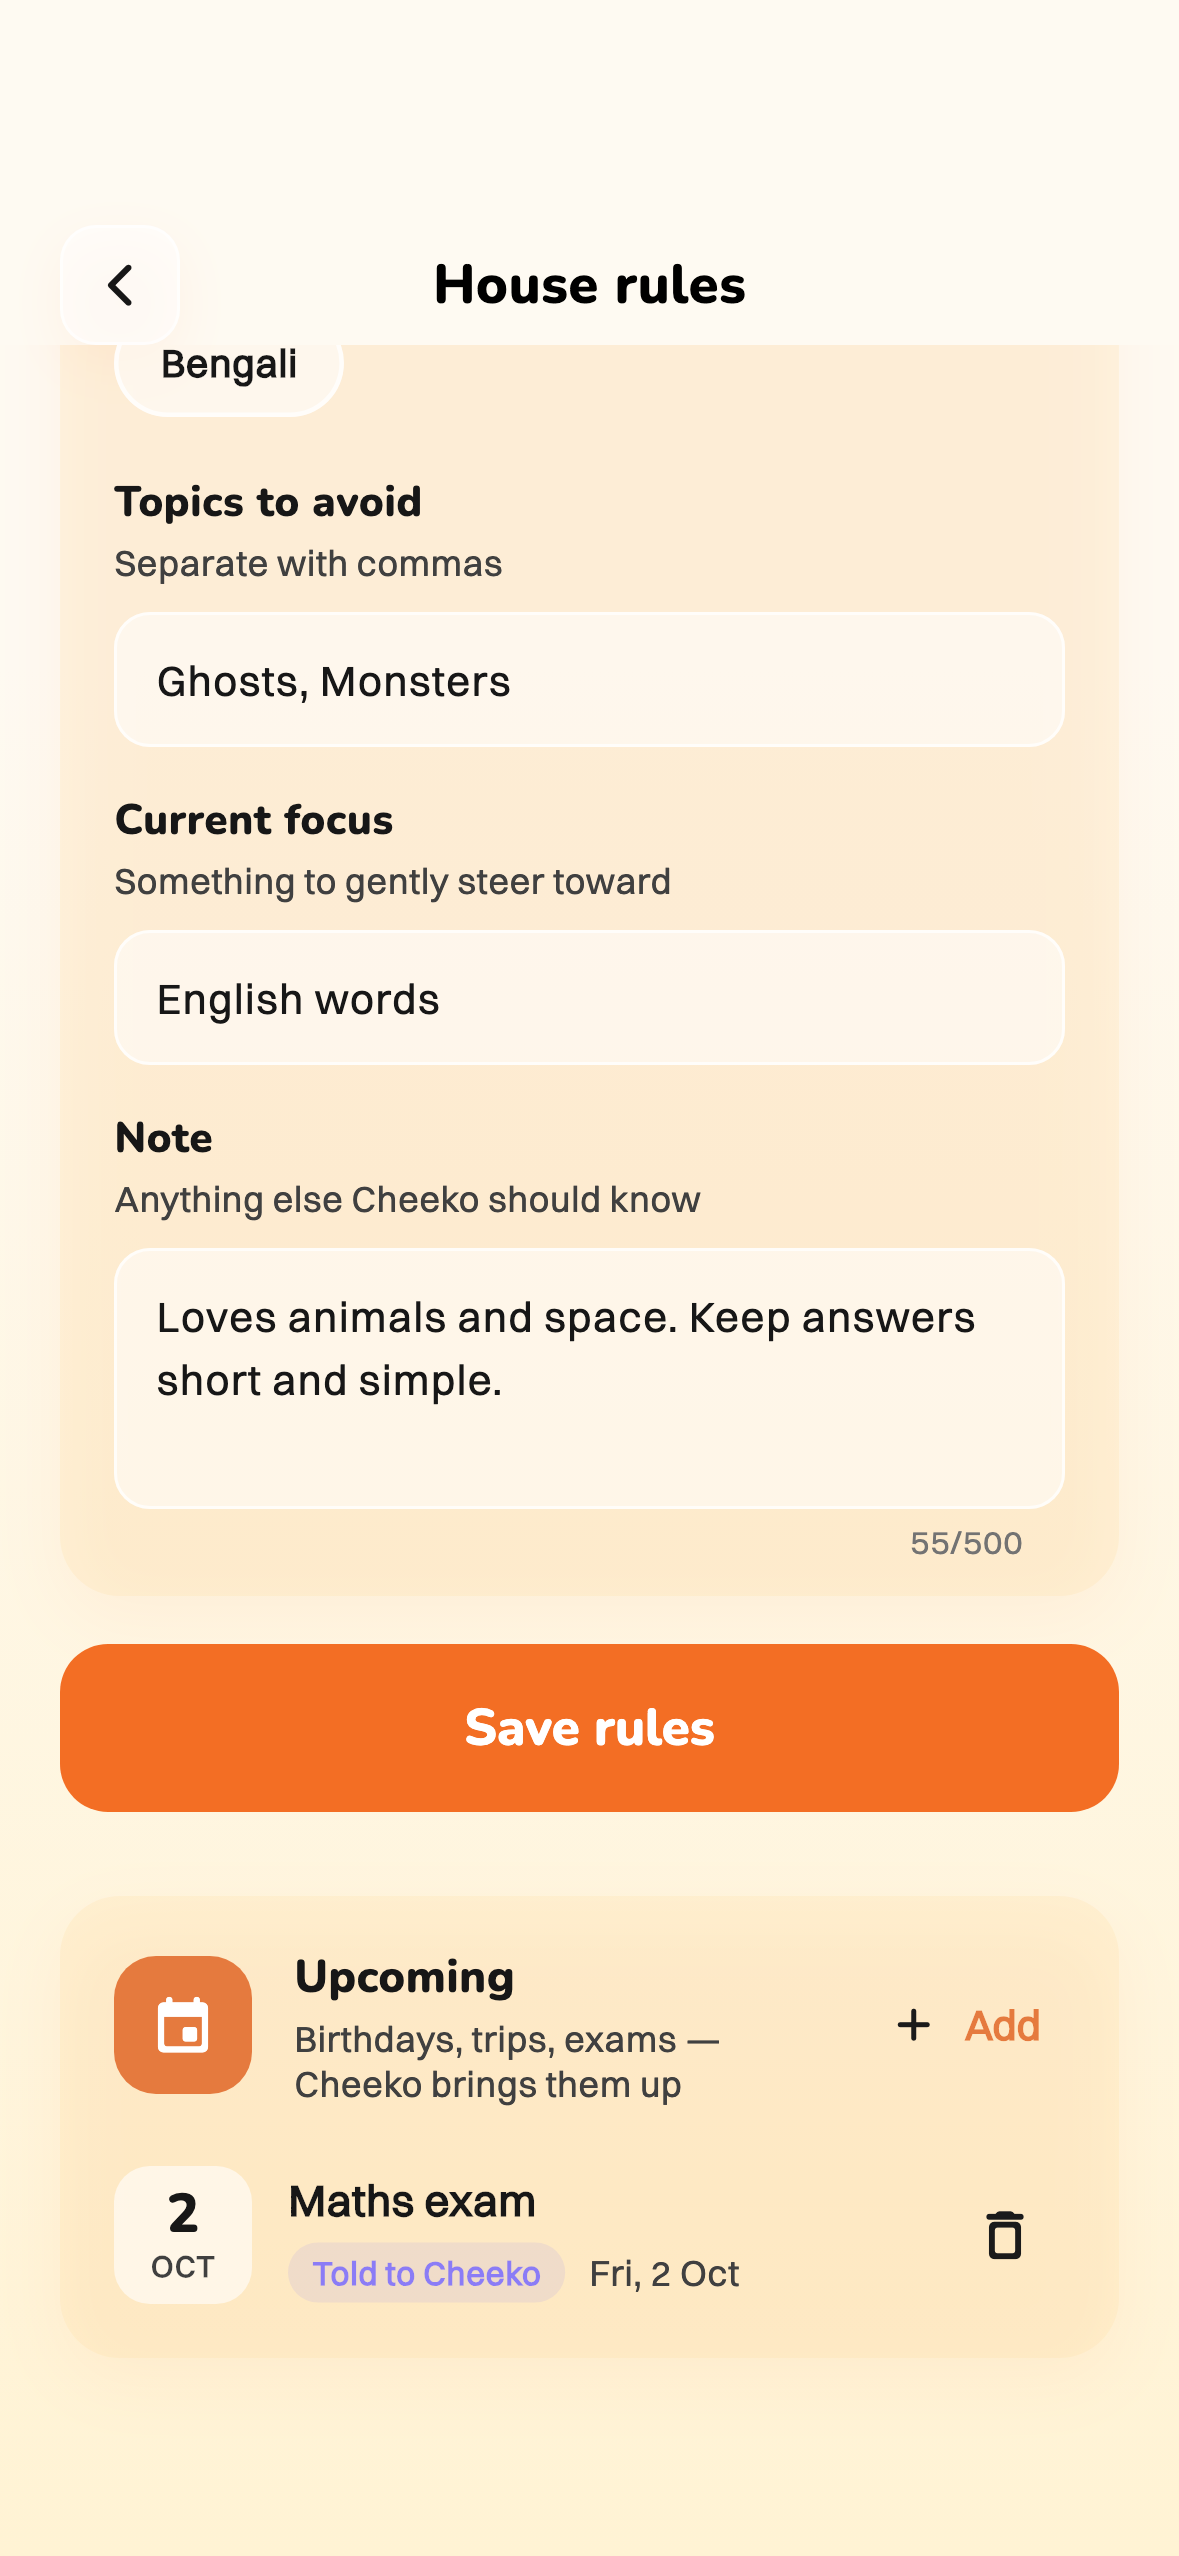 House rules
Bengali
Topics to avoid
Separate with commas
Ghosts, Monsters
Current focus
Something to gently steer toward
English words
Note
Anything else Cheeko should know
Loves animals and space. Keep answers
short and simple.
55/500
Save rules
Upcoming
Birthdays, trips, exams —
Cheeko brings them up
Add
2
OCT
Maths exam
Told to Cheeko
Fri, 2 Oct